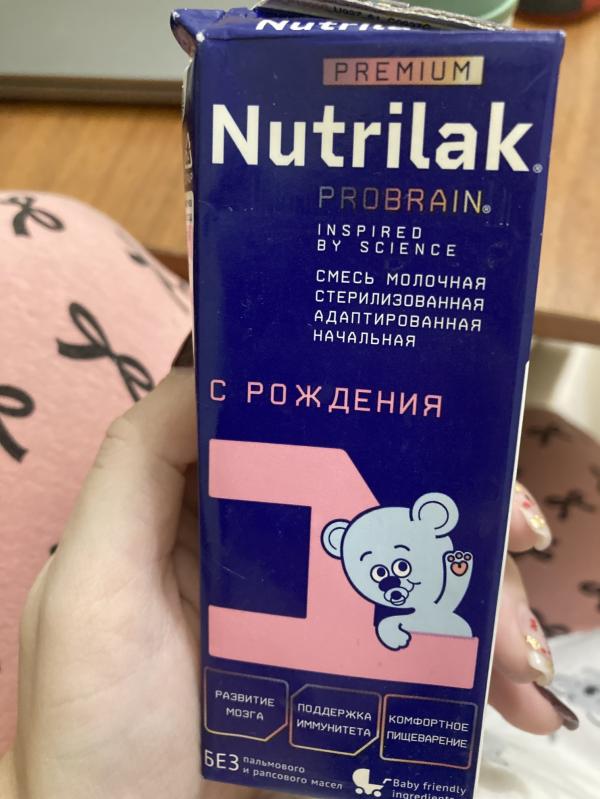 Nutrilak
PREMIUM
Nutrilak®
PROBRAIN®
INSPIRED
BY SCIENCE
СМЕСЬ МОЛОЧНАЯ
СТЕРИЛИЗОВАННАЯ
АДАПТИРОВАННАЯ
НАЧАЛЬНАЯ
С РОЖДЕНИЯ
1
РАЗВИТИЕ
МОЗГА
ПОДДЕРЖКА
ИММУНИТЕТА
КОМФОРТНОЕ
ПИЩЕВАРЕНИЕ
БЕЗ пальмового
и рапсового масел
Baby friendly
ingredients